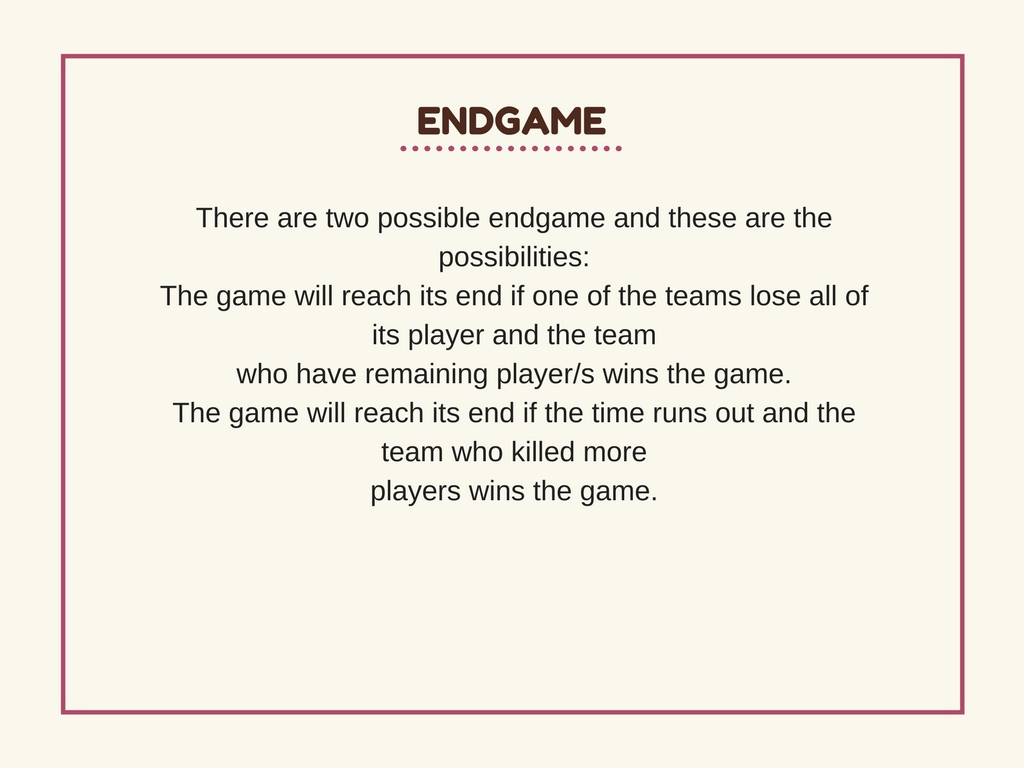 ENDGAME
There are two possible endgame and these are the
possibilities:
The game will reach its end if one of the teams lose all of
its player and the team
who have remaining player/s wins the game.
The game will reach its end if the time runs out and the
team who killed more
players wins the game.